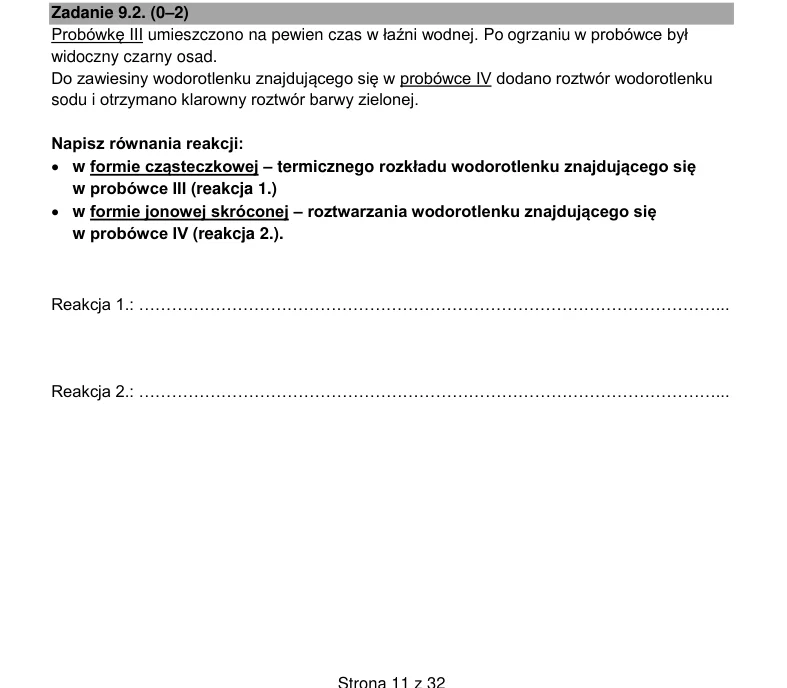 Zadanie 9.2. (0–2)
Probówkę III umieszczono na pewien czas w łaźni wodnej. Po ogrzaniu w probówce był
widoczny czarny osad.
Do zawiesiny wodorotlenku znajdującego się w probówce IV dodano roztwór wodorotlenku
sodu i otrzymano klarowny roztwór barwy zielonej.
Napisz równania reakcji:
• w formie cząsteczkowej – termicznego rozkładu wodorotlenku znajdującego się
w probówce III (reakcja 1.)
• w formie jonowej skróconej – roztwarzania wodorotlenku znajdującego się
w probówce IV (reakcja 2.).
Reakcja 1.: …………………………………………………………………………………………...
Reakcja 2.: …………………………………………………………………………………………...
Strona 11 z 32